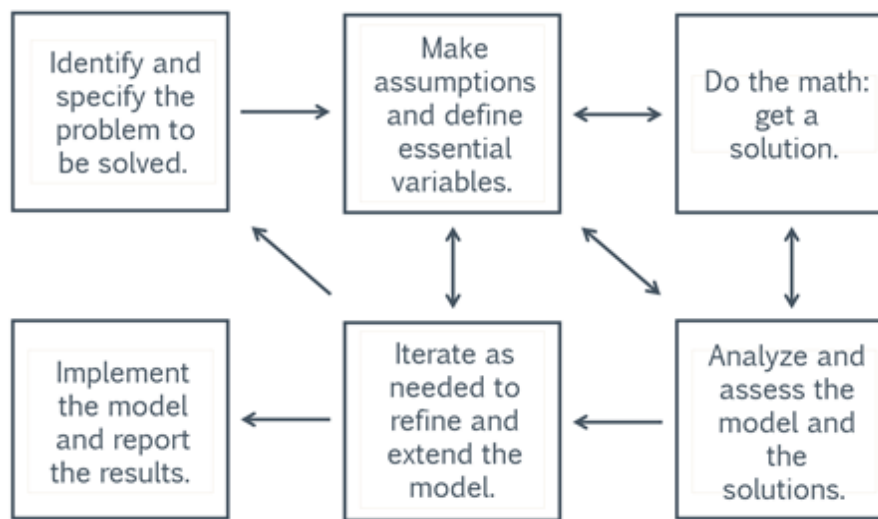 Identify and
specify the
problem to
be solved.
Make
assumptions
and define
essential
variables.
Do the math:
get a
solution.
Implement
the model
and report
the results.
Iterate as
needed to
refine and
extend the
model.
Analyze and
assess the
model and
the
solutions.